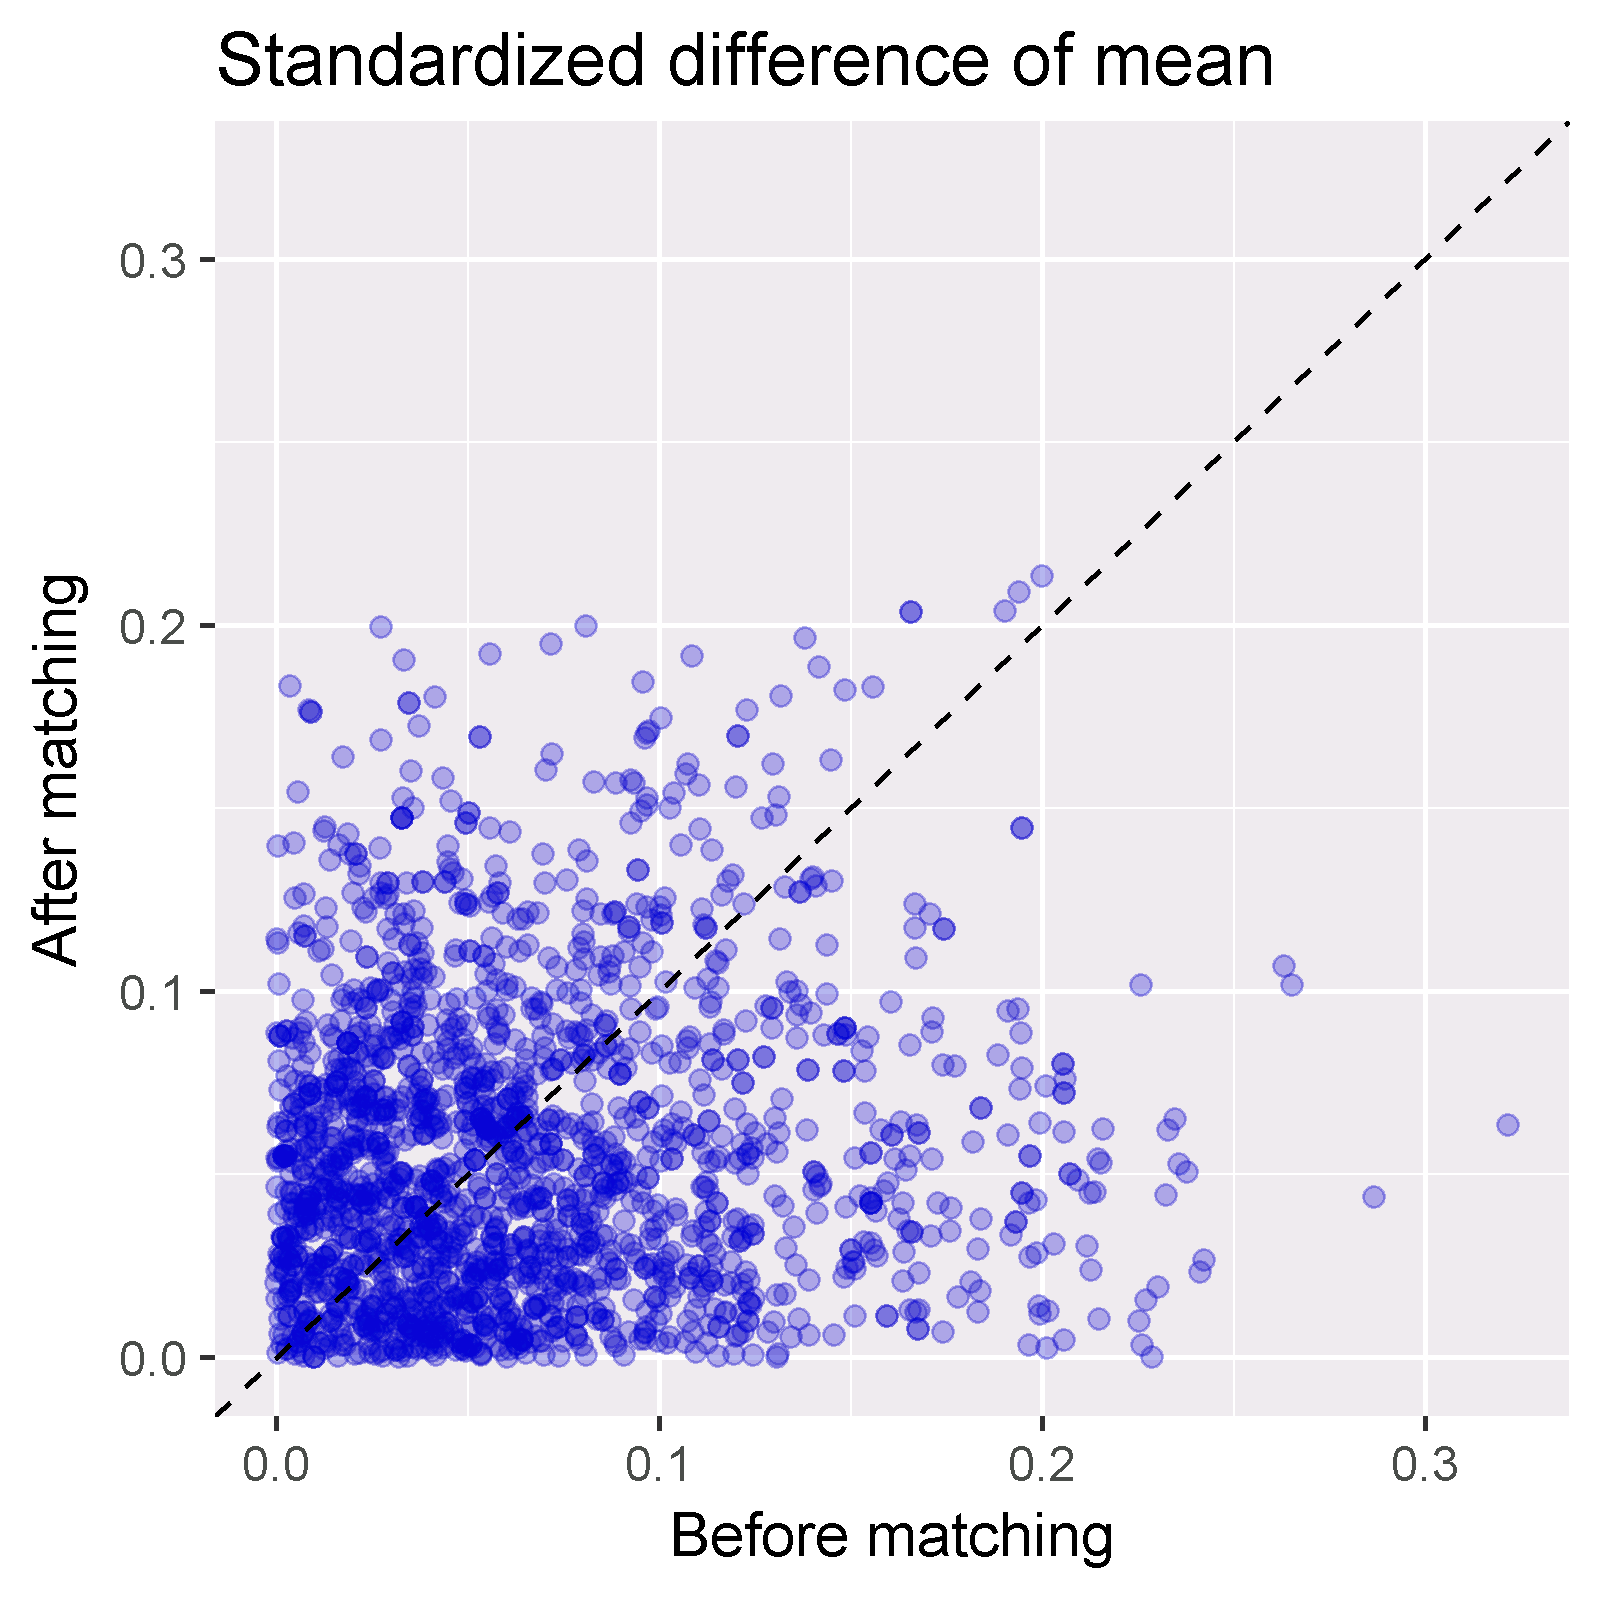 Standardized difference of mean
After matching
0.3
0.2
0.1
0.0
0.0 0.1 0.2 0.3
Before matching